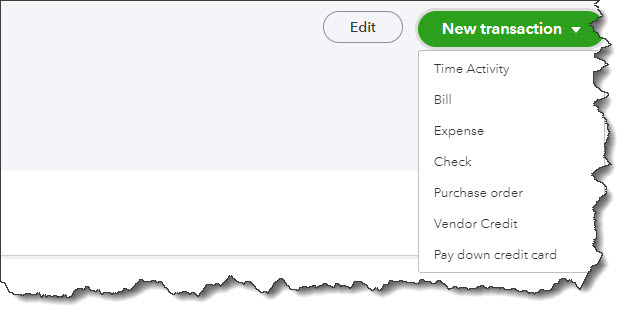 Edit
New transaction
Time Activity
Bill
Expense
Check
Purchase order
Vendor Credit
Pay down credit card